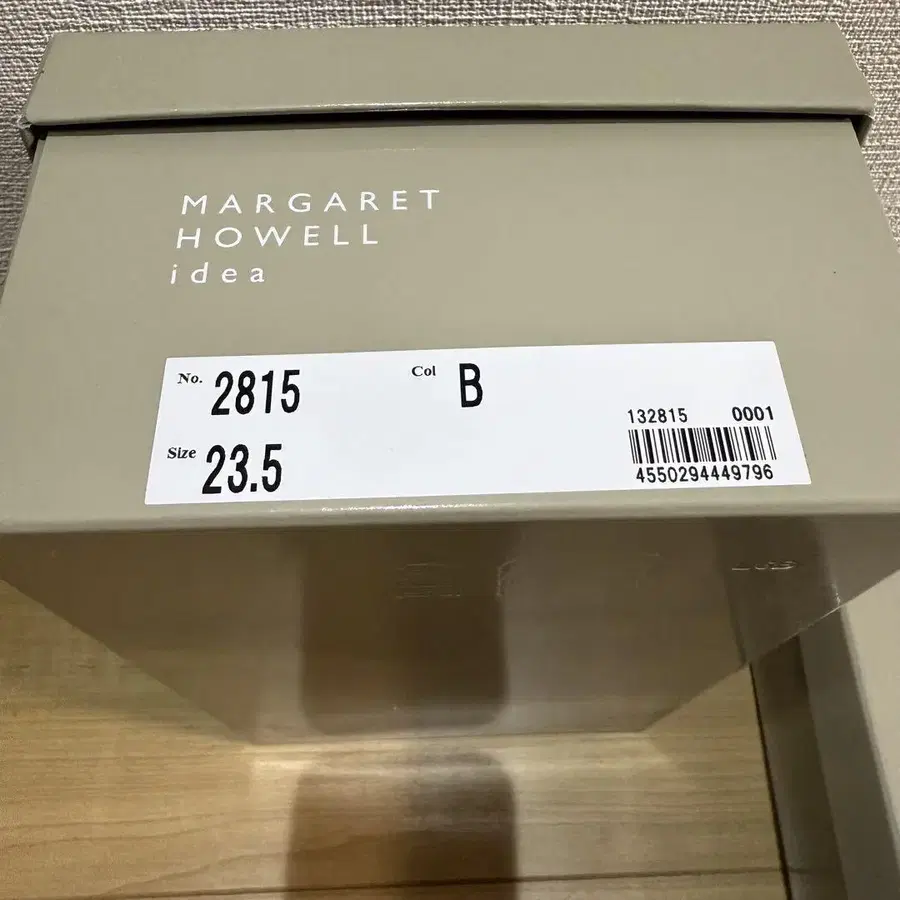 MARGARET
HOWELL
idea
No. 2815
Col B
Size 23.5
132815 0001
4550294449796